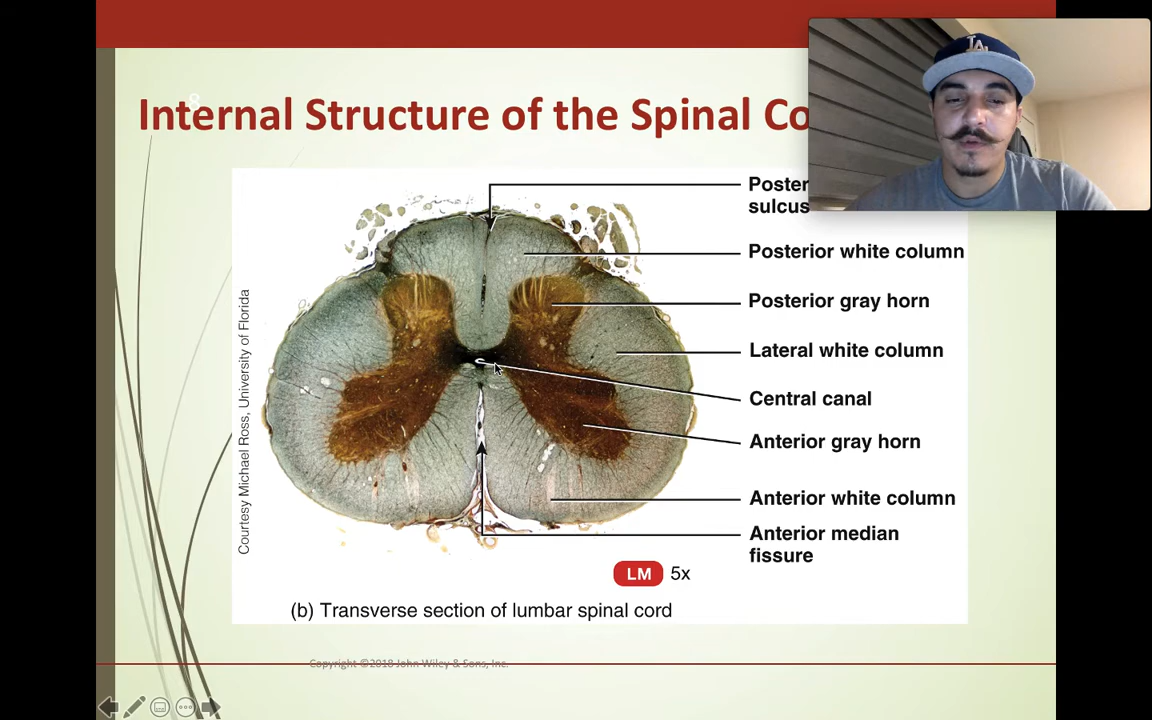 8
Internal Structure of the Spinal Co
LA
Poster
sulcus
Posterior white column
Posterior gray horn
Lateral white column
Central canal
Anterior gray horn
Anterior white column
Anterior median
fissure
Courtesy Michael Ross, University of Florida
LM 5x
(b) Transverse section of lumbar spinal cord
Copyright ©2018 John Wiley & Sons, Inc.